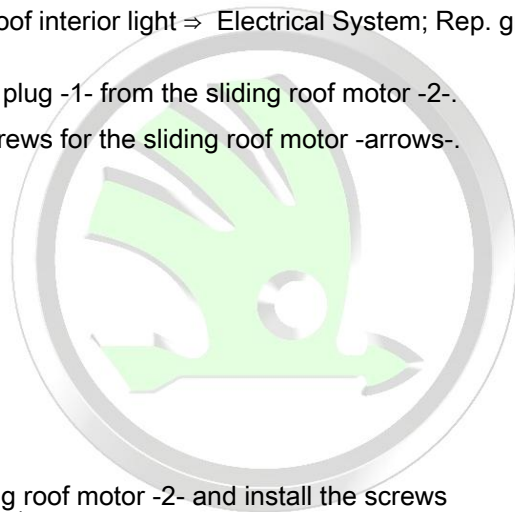 oof interior light ⇒ Electrical System; Rep. g
plug -1- from the sliding roof motor -2-.
rews for the sliding roof motor -arrows-.
g roof motor -2- and install the screws